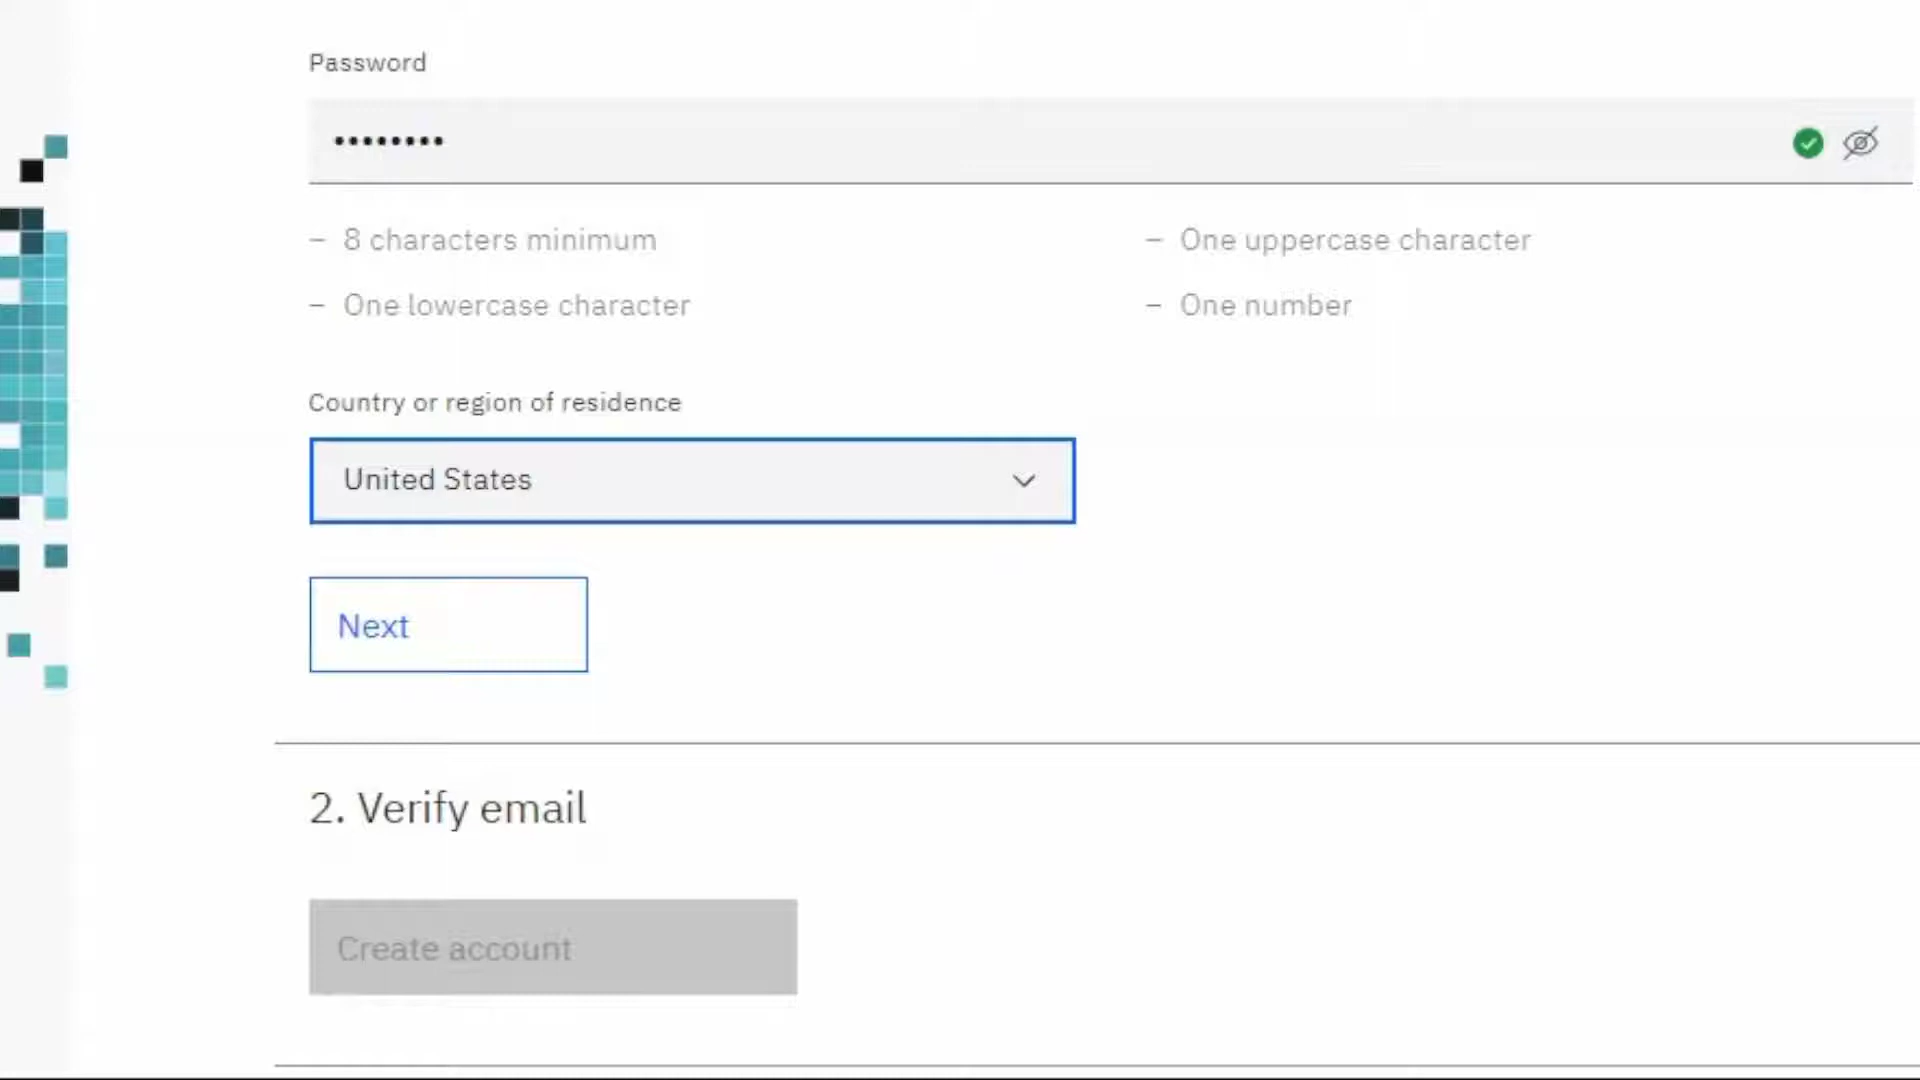 Password
••••••••
– 8 characters minimum
– One uppercase character
– One lowercase character
– One number
Country or region of residence
United States
Next
2. Verify email
Create account